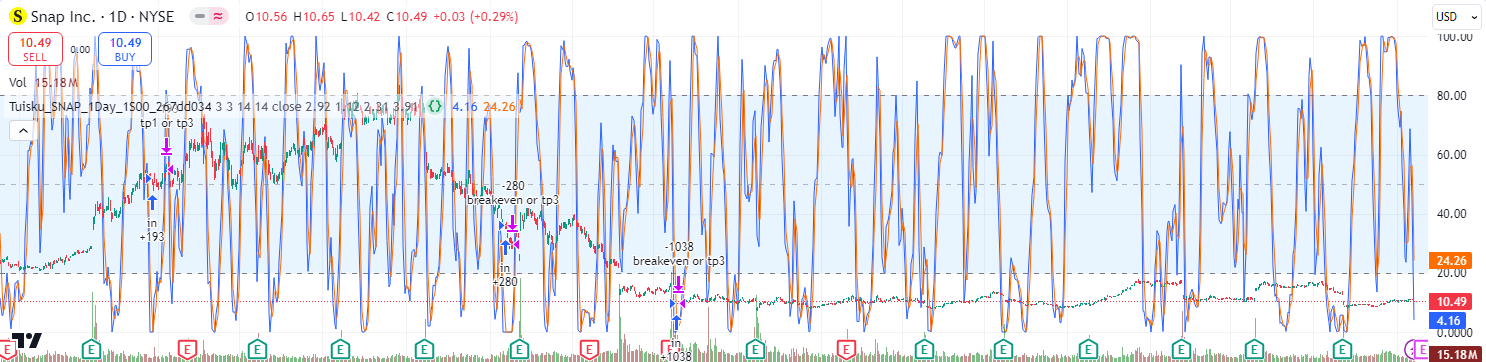 S Snap Inc. · 1D · NYSE O10.56 H10.65 L10.42 C10.49 +0.03 (+0.29%)
USD
10.49
SELL
0.00
10.49
BUY
100.00
Vol 15.18M
Tuisku_SNAP_1Day_1500_267dd034 3 3 14 14 close 2.92 1.12 2.31 3.91 4.16 24.26
80.00
tp1 or tp3
60.00
-280
breakeven or tp3
40.00
in
+193
-1038
breakeven or tp3
24.26
in
+280
20.00
10.49
4.16
0.0000
in
+1038
E E E E E E E E E E E E E E E E E E
15.18M